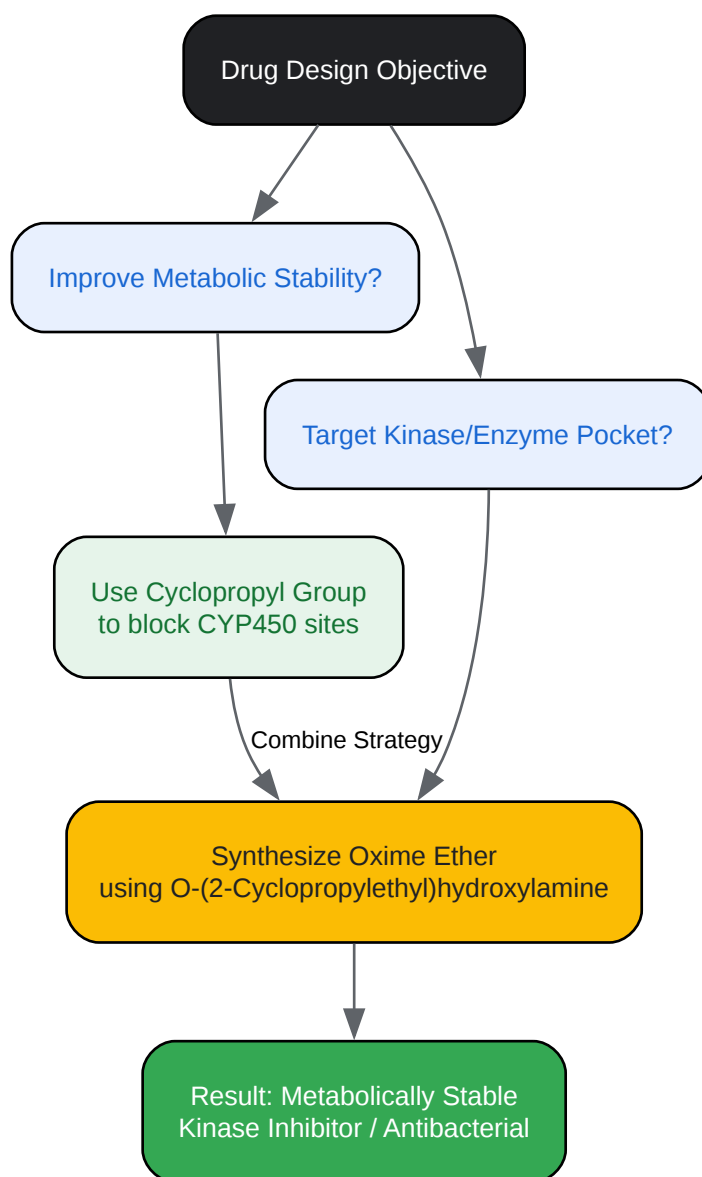 Drug Design Objective
Improve Metabolic Stability?
Target Kinase/Enzyme Pocket?
Use Cyclopropyl Group
to block CYP450 sites
Combine Strategy
Synthesize Oxime Ether
using O-(2-Cyclopropylethyl)hydroxylamine
Result: Metabolically Stable
Kinase Inhibitor / Antibacterial